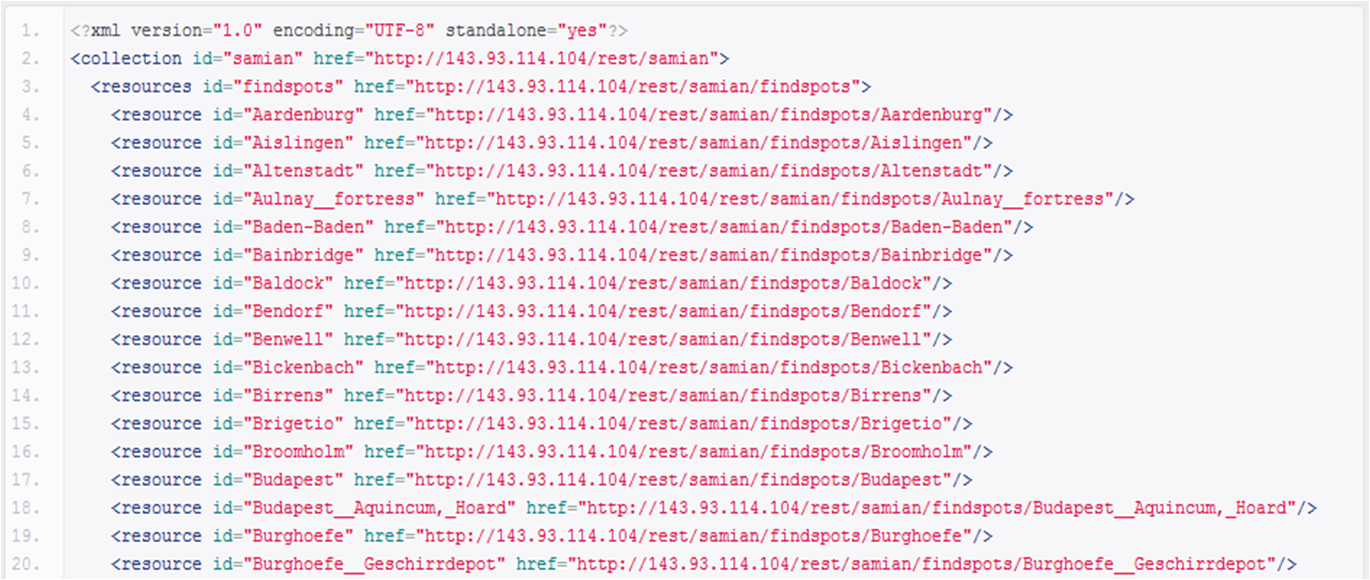 1. <?xml version="1.0" encoding="UTF-8" standalone="yes"?>
2. <collection id="samian" href="http://143.93.114.104/rest/samian">
3. <resources id="findspots" href="http://143.93.114.104/rest/samian/findspots">
4. <resource id="Aardenburg" href="http://143.93.114.104/rest/samian/findspots/Aardenburg"/>
5. <resource id="Aislingen" href="http://143.93.114.104/rest/samian/findspots/Aislingen"/>
6. <resource id="Altenstadt" href="http://143.93.114.104/rest/samian/findspots/Altenstadt"/>
7. <resource id="Aulnay__fortress" href="http://143.93.114.104/rest/samian/findspots/Aulnay__fortress"/>
8. <resource id="Baden-Baden" href="http://143.93.114.104/rest/samian/findspots/Baden-Baden"/>
9. <resource id="Bainbridge" href="http://143.93.114.104/rest/samian/findspots/Bainbridge"/>
10. <resource id="Baldock" href="http://143.93.114.104/rest/samian/findspots/Baldock"/>
11. <resource id="Bendorf" href="http://143.93.114.104/rest/samian/findspots/Bendorf"/>
12. <resource id="Benwell" href="http://143.93.114.104/rest/samian/findspots/Benwell"/>
13. <resource id="Bickenbach" href="http://143.93.114.104/rest/samian/findspots/Bickenbach"/>
14. <resource id="Birrens" href="http://143.93.114.104/rest/samian/findspots/Birrens"/>
15. <resource id="Brigetio" href="http://143.93.114.104/rest/samian/findspots/Brigetio"/>
16. <resource id="Broomholm" href="http://143.93.114.104/rest/samian/findspots/Broomholm"/>
17. <resource id="Budapest" href="http://143.93.114.104/rest/samian/findspots/Budapest"/>
18. <resource id="Budapest__Aquincum,_Hoard" href="http://143.93.114.104/rest/samian/findspots/Budapest__Aquincum,_Hoard"/>
19. <resource id="Burghoefe" href="http://143.93.114.104/rest/samian/findspots/Burghoefe"/>
20. <resource id="Burghoefe__Geschirrdepot" href="http://143.93.114.104/rest/samian/findspots/Burghoefe__Geschirrdepot"/>